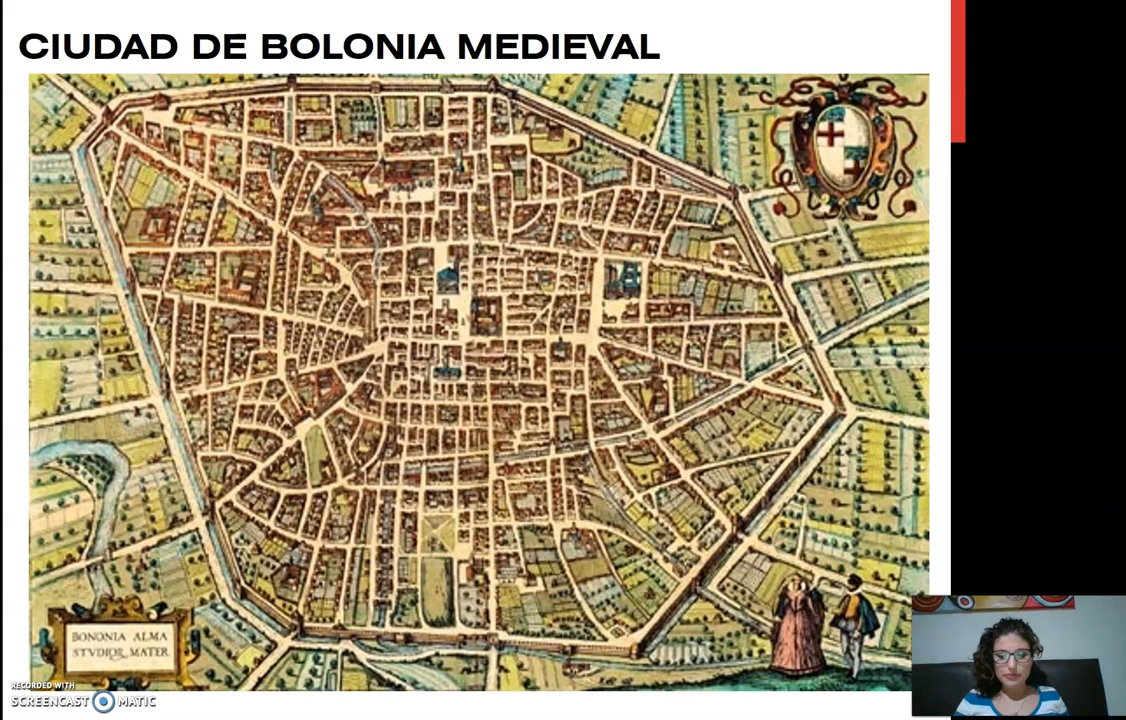 CIUDAD DE BOLONIA MEDIEVAL
BONONIA ALMA
STVDIOR MATER
RECORDED WITH
SCREENCAST MATIC